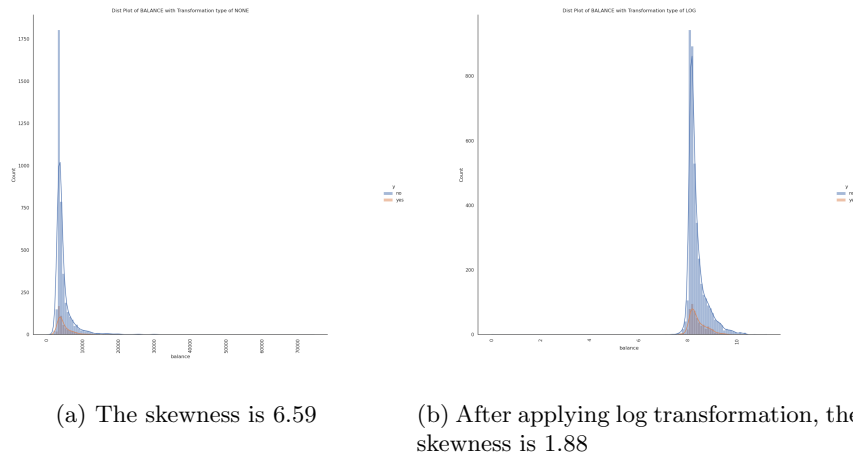 Dist Plot of BALANCE with Transformation type of NONE
1750
1500
1250
1000
750
500
250
0
Count
0
10000
20000
30000
40000
50000
60000
70000
balance
y
no
yes
(a) The skewness is 6.59
Dist Plot of BALANCE with Transformation type of LOG
800
600
400
200
0
Count
0
2
4
6
8
10
balance
y
n
ye
(b) After applying log transformation, the
skewness is 1.88